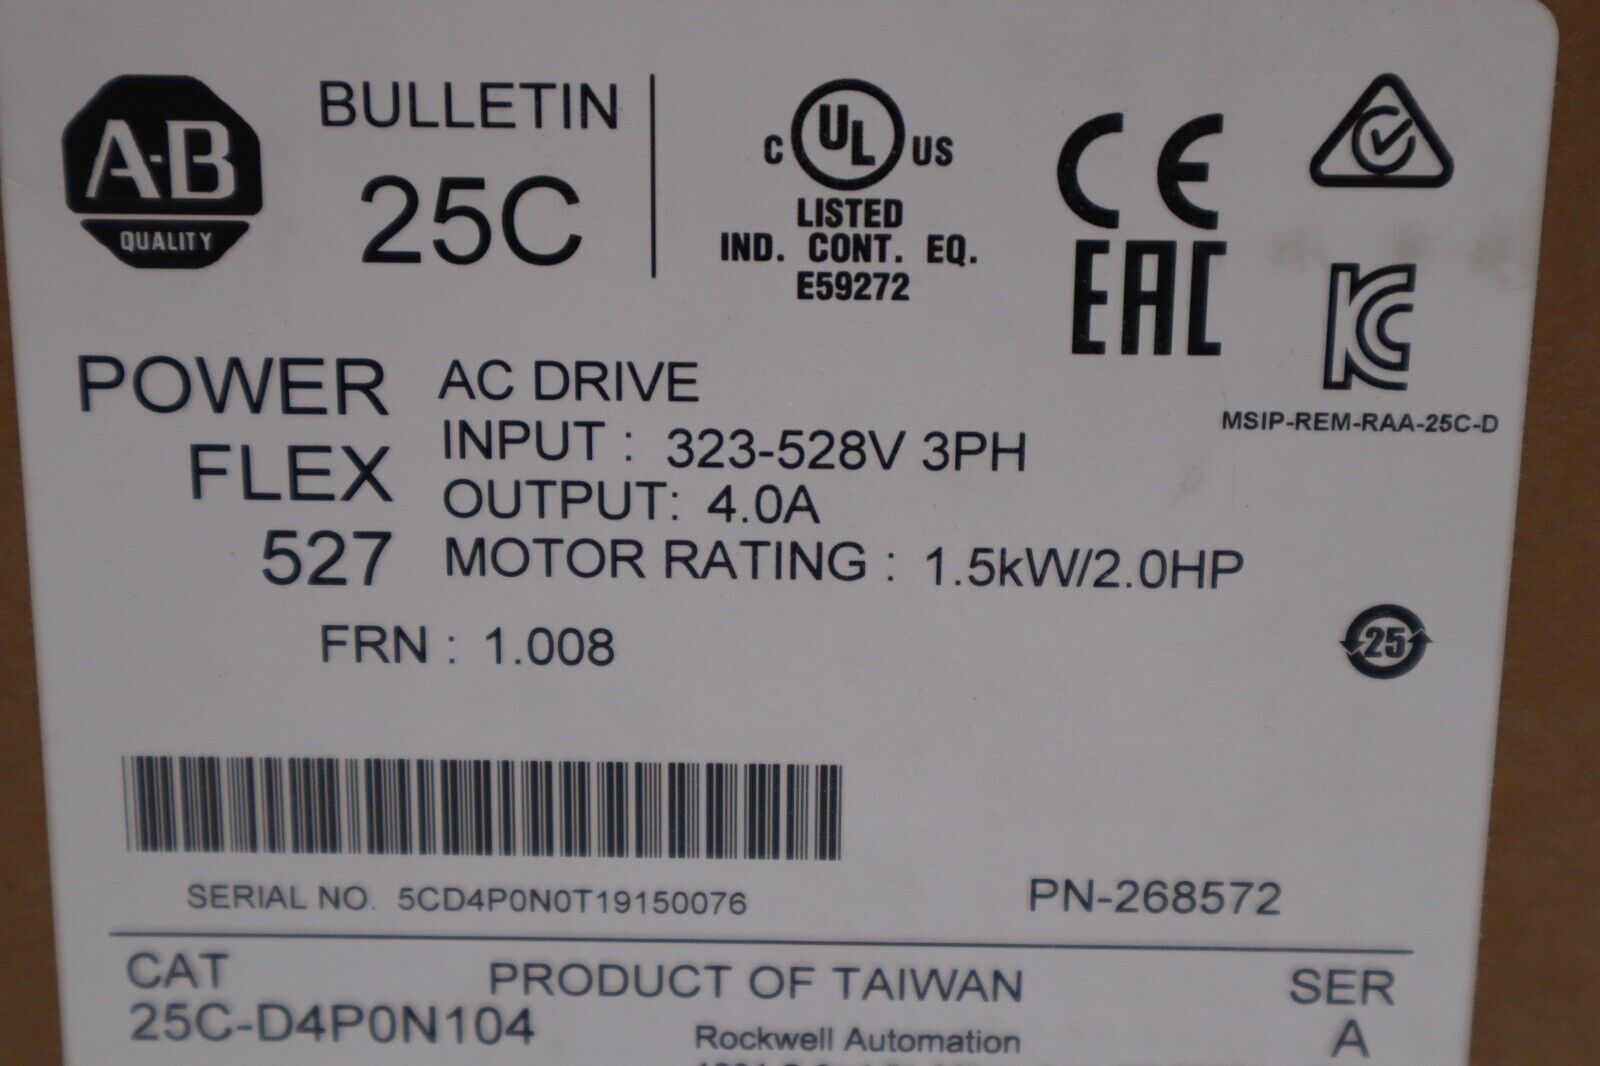 A-B
QUALITY
BULLETIN
25C
C UL US
LISTED
IND. CONT. EQ.
E59272
CE
EAC
KC
MSIP-REM-RAA-25C-D
POWER
FLEX
527
AC DRIVE
INPUT : 323-528V 3PH
OUTPUT: 4.0A
MOTOR RATING : 1.5kW/2.0HP
FRN : 1.008
25
SERIAL NO. 5CD4P0N0T19150076
PN-268572
CAT
25C-D4P0N104
PRODUCT OF TAIWAN
Rockwell Automation
SER
A